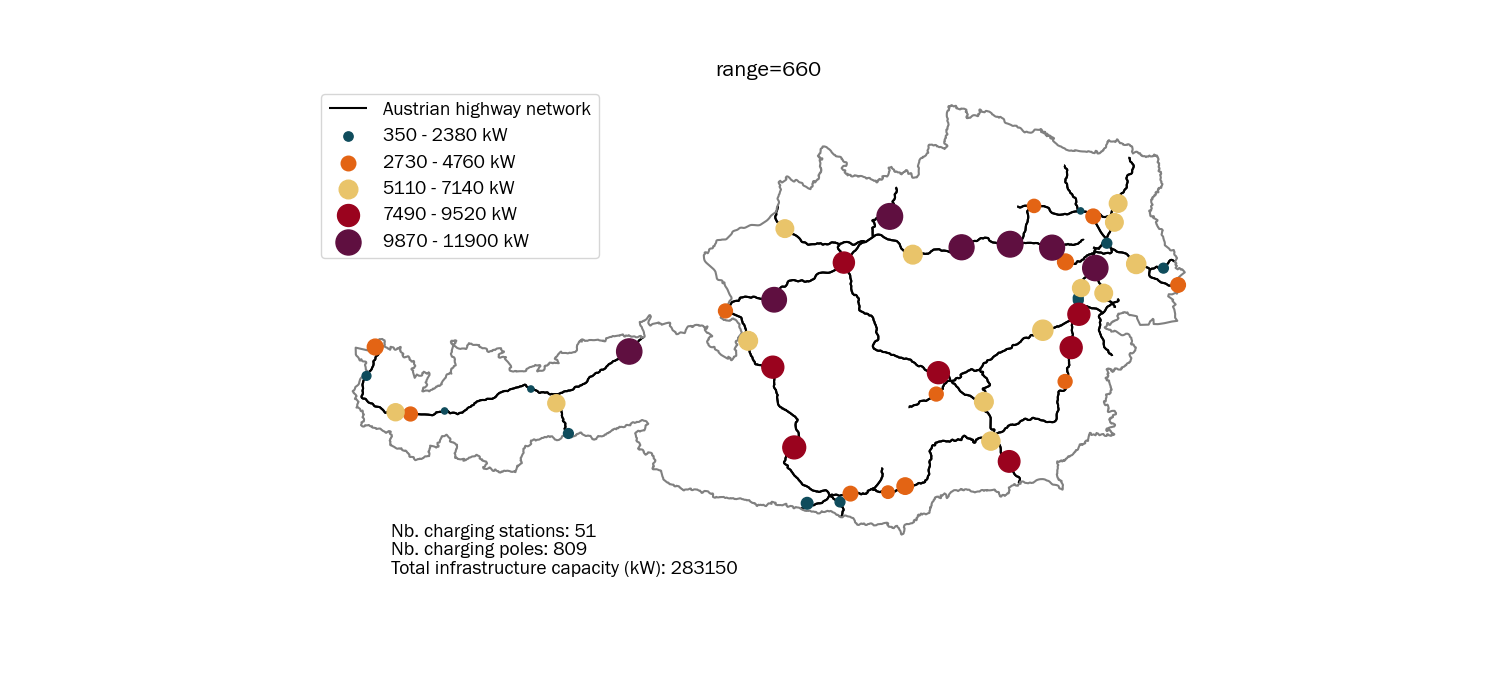 range=660
Austrian highway network
350 - 2380 kW
2730 - 4760 kW
5110 - 7140 kW
7490 - 9520 kW
9870 - 11900 kW
Nb. charging stations: 51
Nb. charging poles: 809
Total infrastructure capacity (kW): 283150